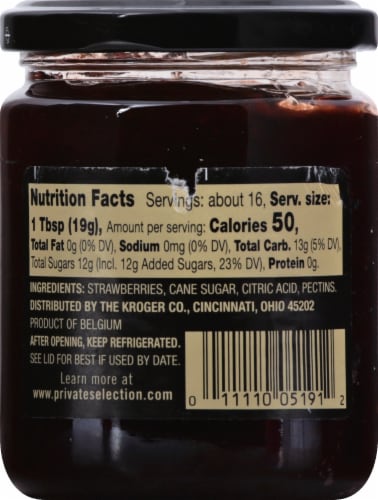 Nutrition Facts Servings: about 16, Serv. size:
1 Tbsp (19g), Amount per serving: Calories 50,
Total Fat 0g (0% DV), Sodium 0mg (0% DV), Total Carb. 13g (5% DV),
Total Sugars 12g (Incl. 12g Added Sugars, 23% DV), Protein 0g.
INGREDIENTS: STRAWBERRIES, CANE SUGAR, CITRIC ACID, PECTINS.
DISTRIBUTED BY THE KROGER CO., CINCINNATI, OHIO 45202
PRODUCT OF BELGIUM
AFTER OPENING, KEEP REFRIGERATED.
SEE LID FOR BEST IF USED BY DATE.
Learn more at
www.privateselection.com
0 11110 05191 2